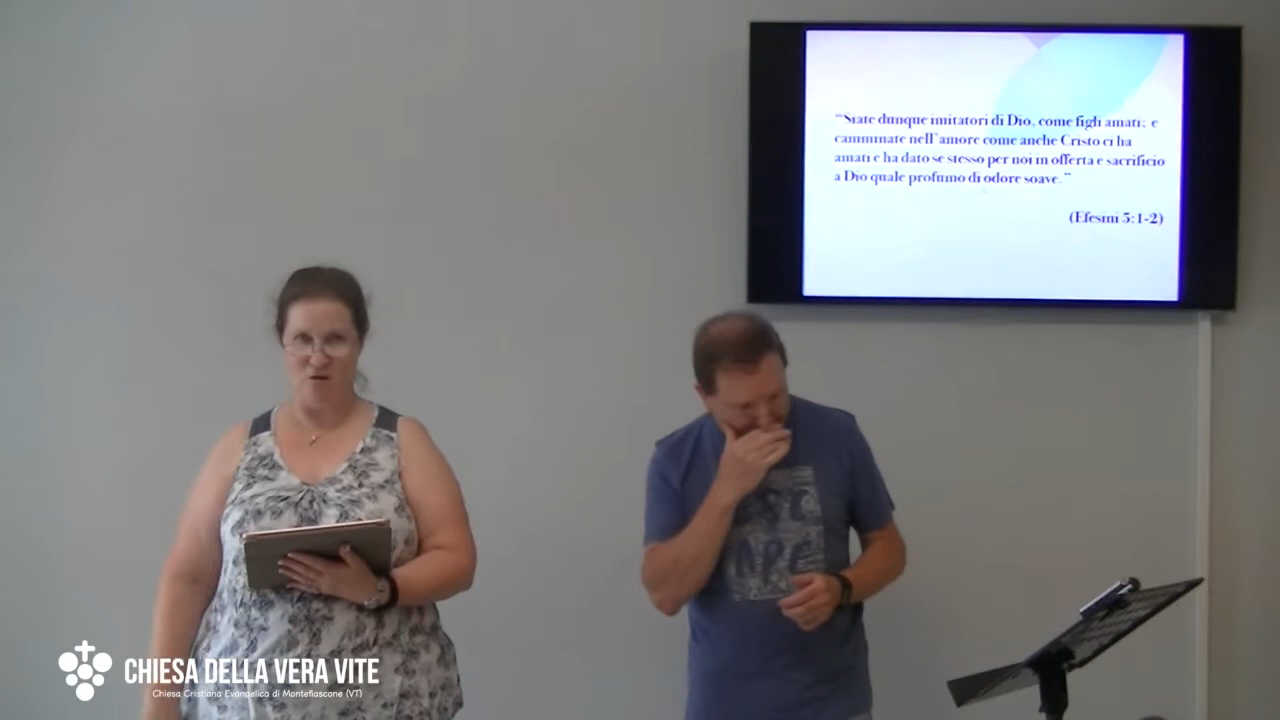 “Siate dunque imitatori di Dio, come figli amati; e
camminate nell’amore come anche Cristo ci ha
amati e ha dato se stesso per noi in offerta e sacrificio
a Dio quale profumo di odore soave.”
(Efesini 5:1-2)
CHIESA DELLA VERA VITE
Chiesa Cristiana Evangelica di Montefiascone (VT)